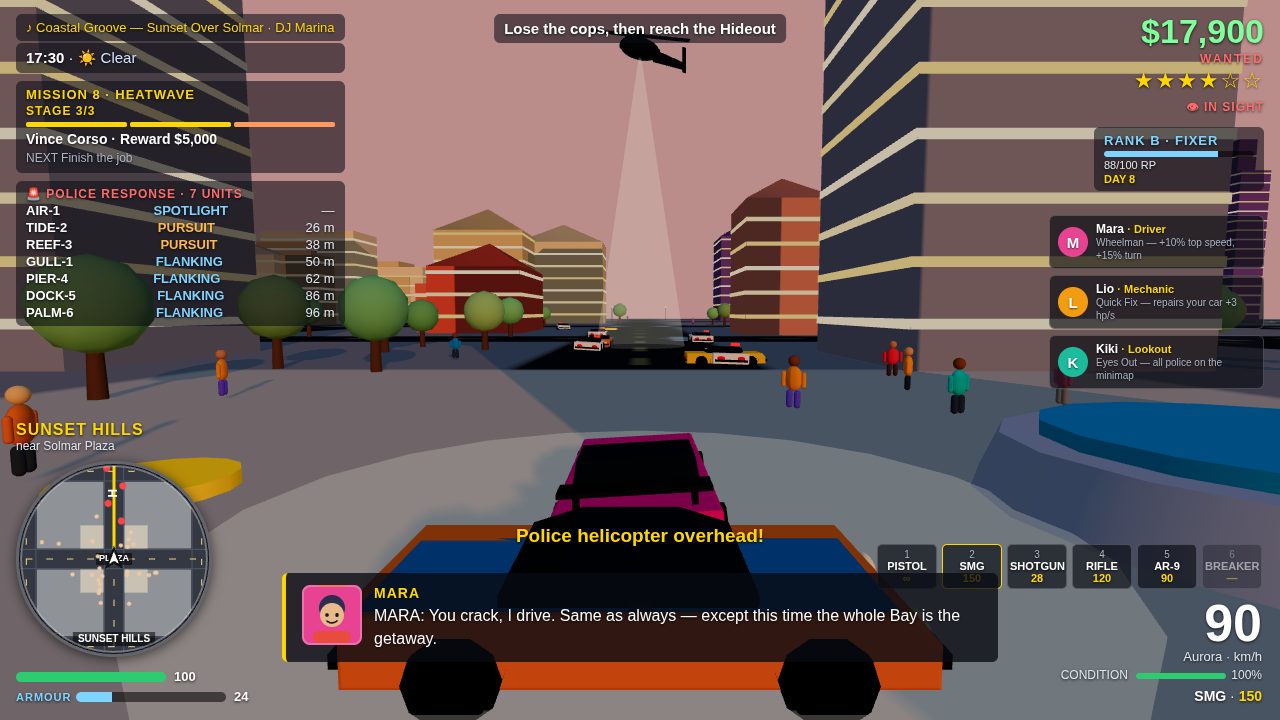 ♪ Coastal Groove — Sunset Over Solmar · DJ Marina
17:30 · ☀️ Clear
MISSION 8 · HEATWAVE
STAGE 3/3
Vince Corso · Reward $5,000
NEXT Finish the job
🚨 POLICE RESPONSE · 7 UNITS
AIR-1 SPOTLIGHT —
TIDE-2 PURSUIT 26 m
REEF-3 PURSUIT 38 m
GULL-1 FLANKING 50 m
PIER-4 FLANKING 62 m
DOCK-5 FLANKING 86 m
PALM-6 FLANKING 96 m
Lose the cops, then reach the Hideout
$17,900
WANTED
★★★★☆☆
👁 IN SIGHT
RANK B · FIXER
88/100 RP
DAY 8
M
Mara · Driver
Wheelman — +10% top speed,
+15% turn
L
Lio · Mechanic
Quick Fix — repairs your car +3
hp/s
K
Kiki · Lookout
Eyes Out — all police on the
minimap
SUNSET HILLS
near Solmar Plaza
H
PLAZA
SUNSET HILLS
100
ARMOUR 24
Police helicopter overhead!
MARA
MARA: You crack, I drive. Same as always — except this time the whole Bay is the
getaway.
1 PISTOL ∞
2 SMG 150
3 SHOTGUN 28
4 RIFLE 120
5 AR-9 90
6 BREAKER —
90
Aurora · km/h
CONDITION 100%
SMG · 150